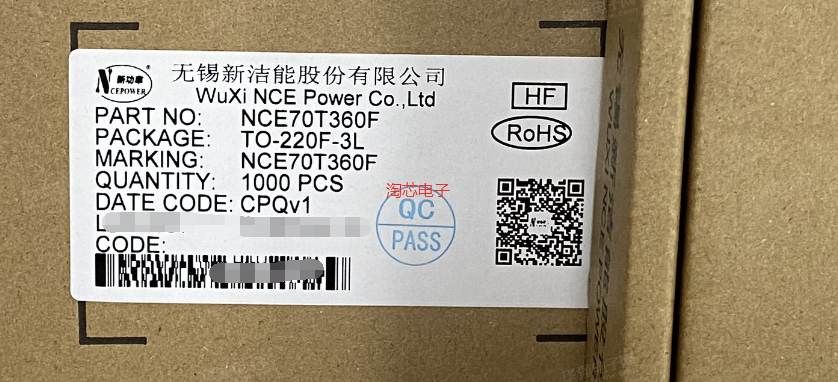 新功率
NCEPOWER
无锡新洁能股份有限公司
WuXi NCE Power Co.,Ltd
HF
RoHS
PART NO: NCE70T360F
PACKAGE: TO-220F-3L
MARKING: NCE70T360F
QUANTITY: 1000 PCS
DATE CODE: CPQv1
L
CODE:
淘芯电子
QC
PASS